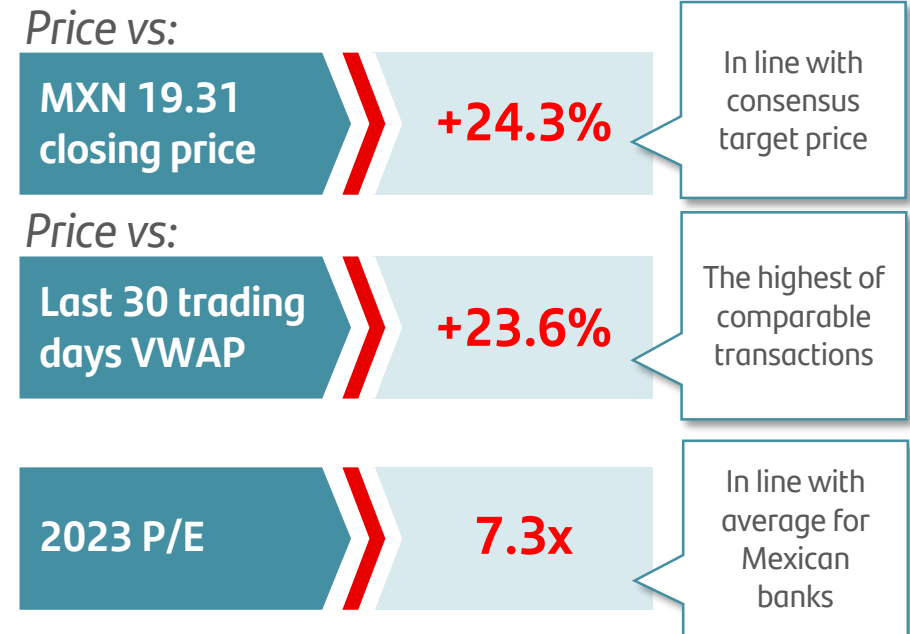 Price vs:
MXN 19.31
closing price
+24.3%
In line with
consensus
target price
Price vs:
Last 30 trading
days VWAP
+23.6%
The highest of
comparable
transactions
2023 P/E
7.3x
In line with
average for
Mexican
banks